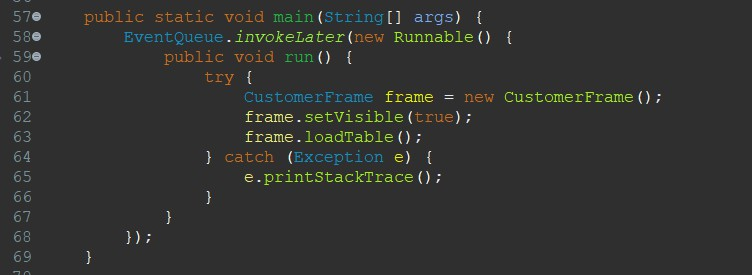 57 public static void main(String[] args) {
58 EventQueue.invokeLater(new Runnable() {
59 public void run() {
60 try {
61 CustomerFrame frame = new CustomerFrame();
62 frame.setVisible(true);
63 frame.loadTable();
64 } catch (Exception e) {
65 e.printStackTrace();
66 }
67 }
68 });
69 }